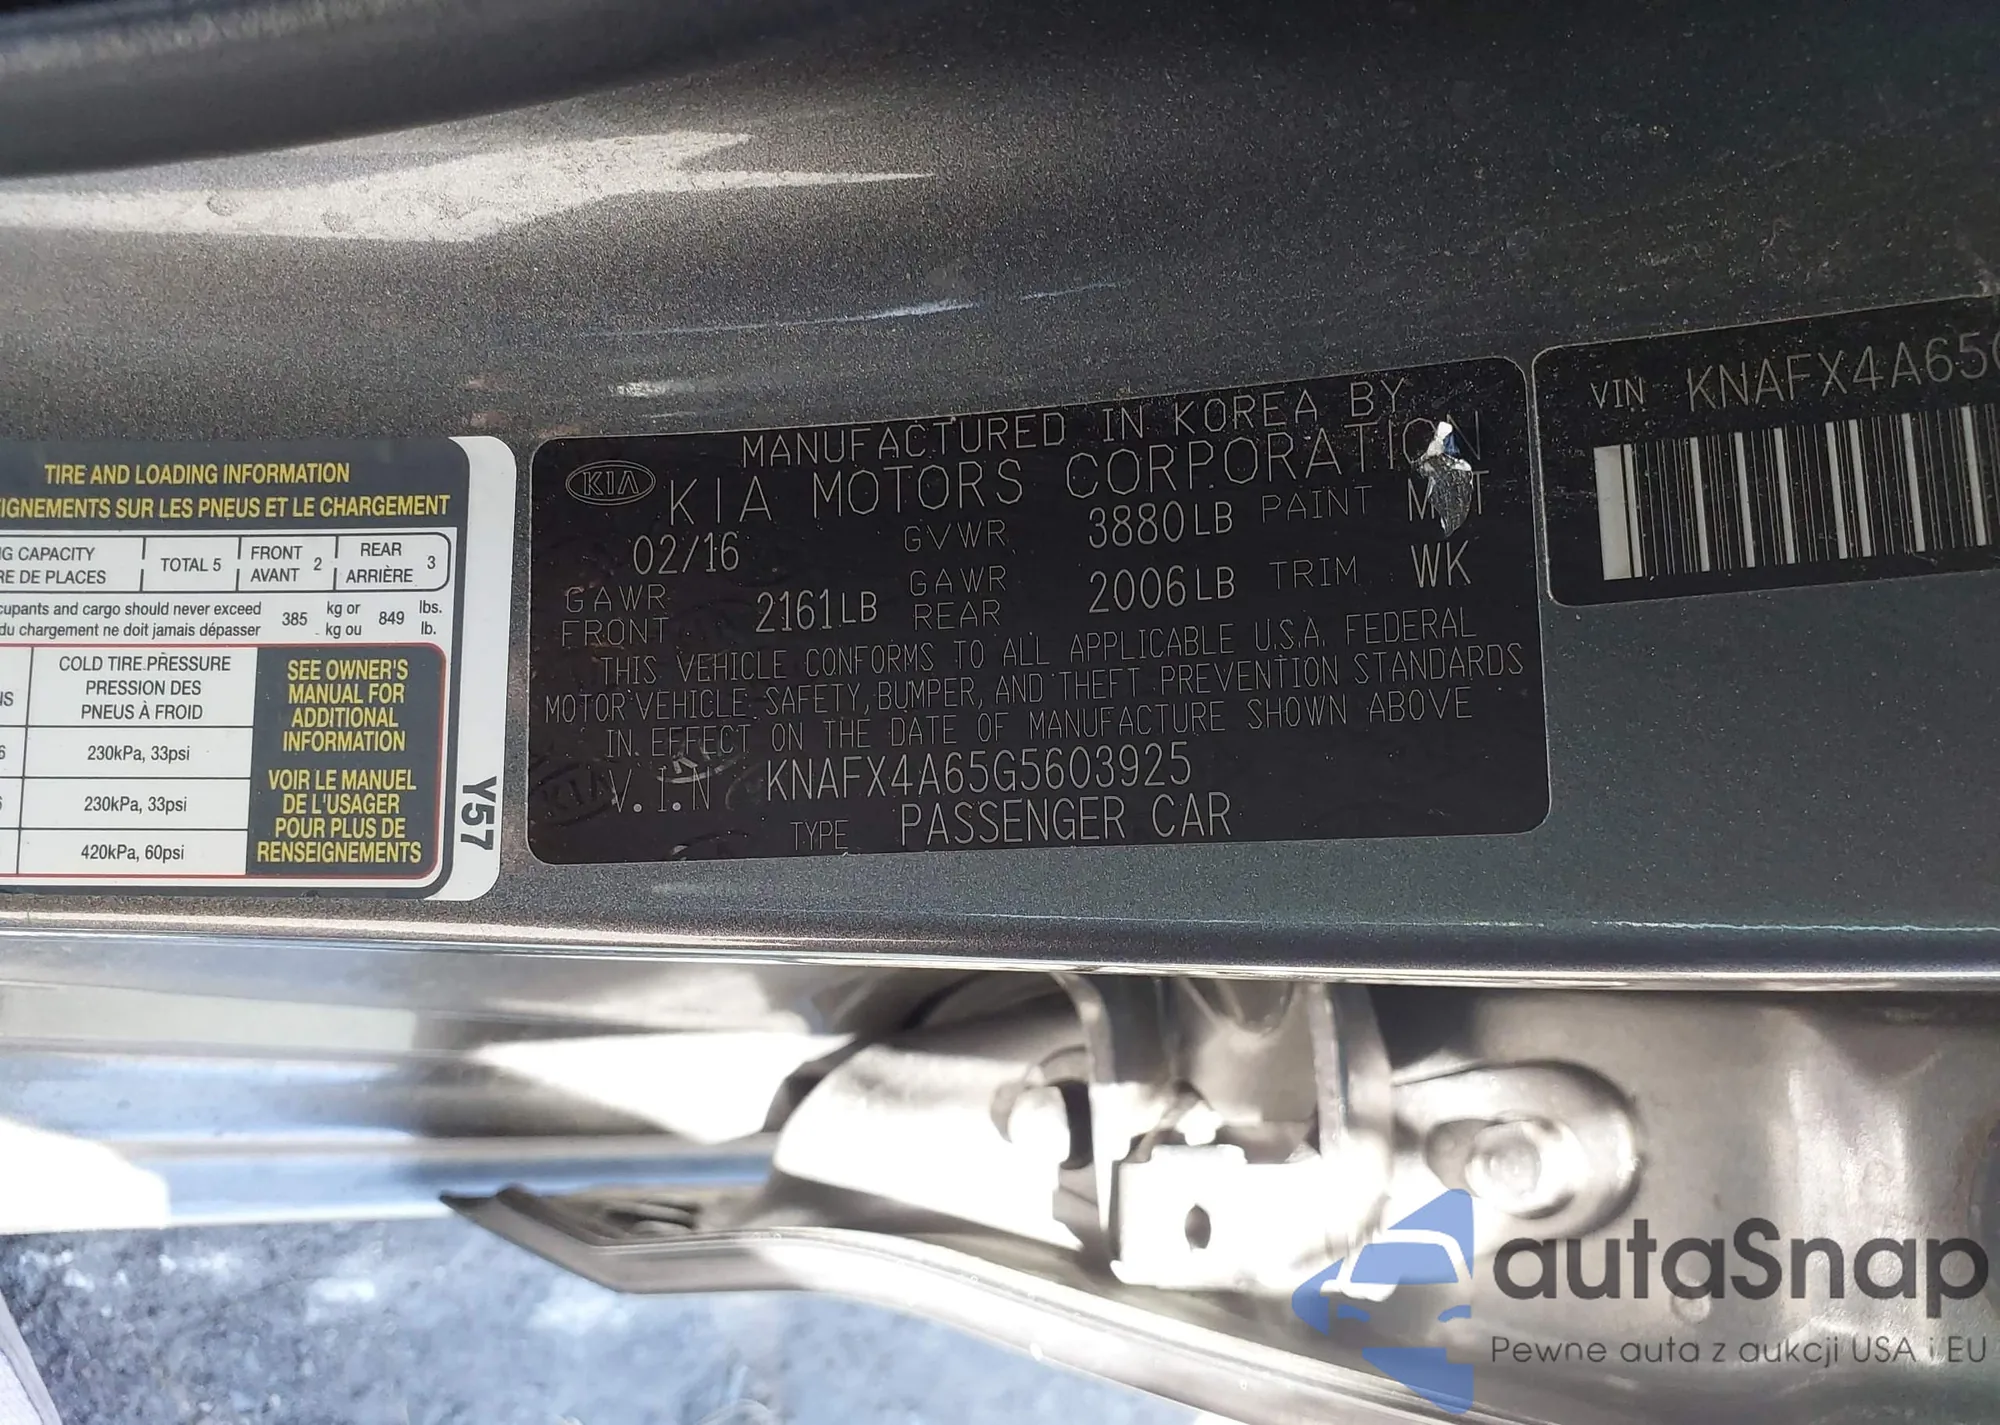 TIRE AND LOADING INFORMATION
IGNEMENTS SUR LES PNEUS ET LE CHARGEMENT
G CAPACITY
RE DE PLACES
TOTAL 5
FRONT
AVANT 2
REAR
ARRIÈRE 3
cupants and cargo should never exceed
du chargement ne doit jamais dépasser
385
kg or
kg ou
849
lbs.
lb.
COLD TIRE PRESSURE
PRESSION DES
PNEUS À FROID
230kPa, 33psi
230kPa, 33psi
420kPa, 60psi
SEE OWNER'S
MANUAL FOR
ADDITIONAL
INFORMATION
VOIR LE MANUEL
DE L'USAGER
POUR PLUS DE
RENSEIGNEMENTS
Y57
KIA
MANUFACTURED IN KOREA BY
KIA MOTORS CORPORATION
02/16 GVWR 3880LB PAINT
GAWR FRONT 2161LB GAWR REAR 2006LB TRIM WK
THIS VEHICLE CONFORMS TO ALL APPLICABLE U.S.A. FEDERAL
MOTOR VEHICLE SAFETY, BUMPER, AND THEFT PREVENTION STANDARDS
IN EFFECT ON THE DATE OF MANUFACTURE SHOWN ABOVE
V.I.N KNAFX4A65G5603925
TYPE PASSENGER CAR
VIN KNAFX4A65G
autaSnap
Pewne auta z aukcji USA i EU